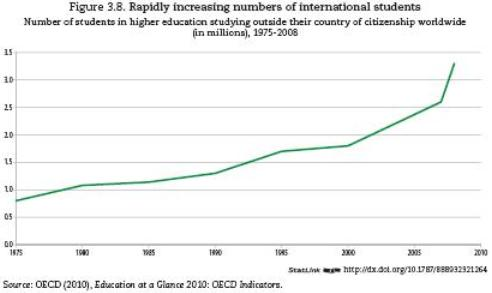 Figure 3.8. Rapidly increasing numbers of international students
Number of students in higher education studying outside their country of citizenship worldwide
(in millions), 1975-2008
3.5
3.0
2.5
2.0
1.5
1.0
0.5
0.0
1975 1980 1985 1990 1995 2000 2005 2010
StatLink http://dx.doi.org/10.1787/888932321264
Source: OECD (2010), Education at a Glance 2010: OECD Indicators.